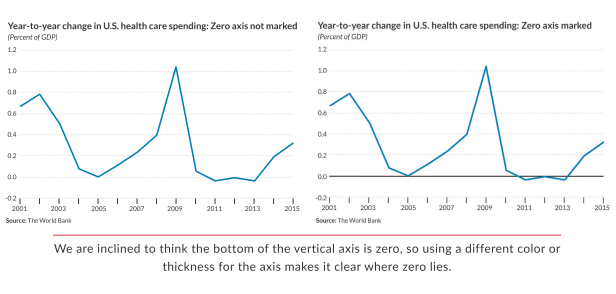 Year-to-year change in U.S. health care spending: Zero axis not marked
(Percent of GDP)
1.2
1.0
0.8
0.6
0.4
0.2
0.0
-0.2
2001 2003 2005 2007 2009 2011 2013 2015
Source: The World Bank
Year-to-year change in U.S. health care spending: Zero axis marked
(Percent of GDP)
1.2
1.0
0.8
0.6
0.4
0.2
0.0
-0.2
2001 2003 2005 2007 2009 2011 2013 2015
Source: The World Bank
We are inclined to think the bottom of the vertical axis is zero, so using a different color or
thickness for the axis makes it clear where zero lies.